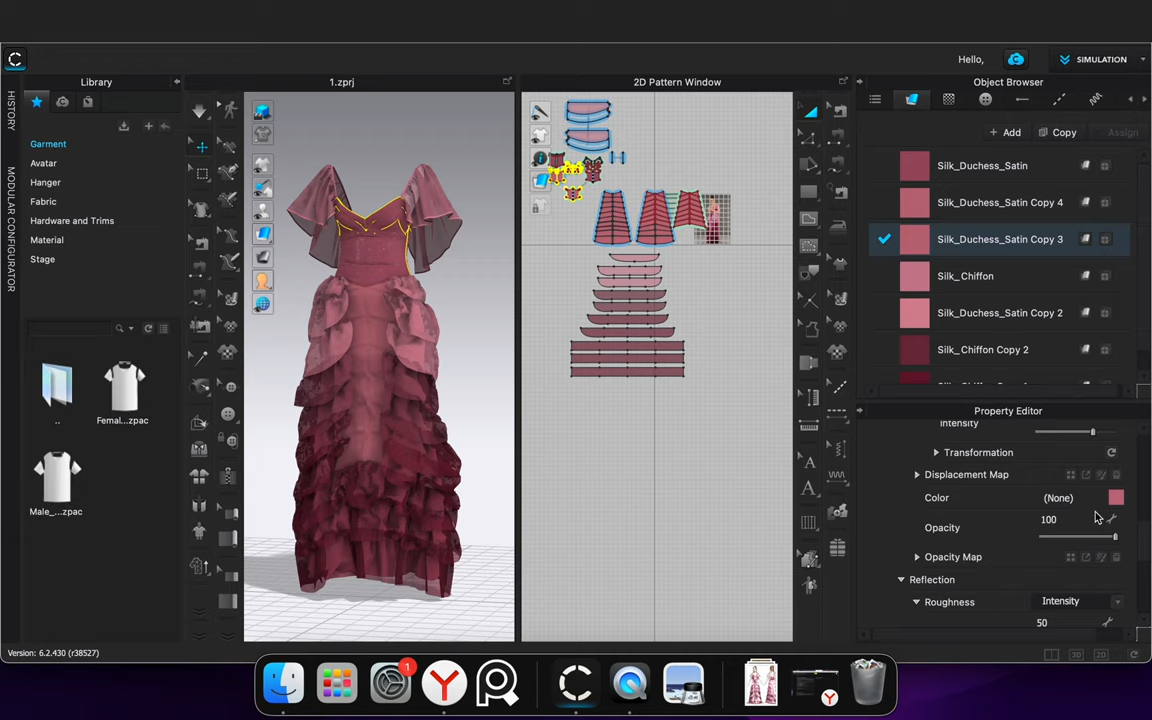 Hello,
SIMULATION
HISTORY
MODULAR CONFIGURATOR
Library
Garment
Avatar
Hanger
Fabric
Hardware and Trims
Material
Stage
..
Femal...zpac
Male_...zpac
1.zprj
2D Pattern Window
Object Browser
Add
Copy
Assign
Silk_Duchess_Satin
Silk_Duchess_Satin Copy 4
Silk_Duchess_Satin Copy 3
Silk_Chiffon
Silk_Duchess_Satin Copy 2
Silk_Chiffon Copy 2
Property Editor
Intensity
Transformation
Displacement Map
Color (None)
Opacity 100
Opacity Map
Reflection
Roughness Intensity
50
Version: 6.2.430 (r38527)
3D 2D
1